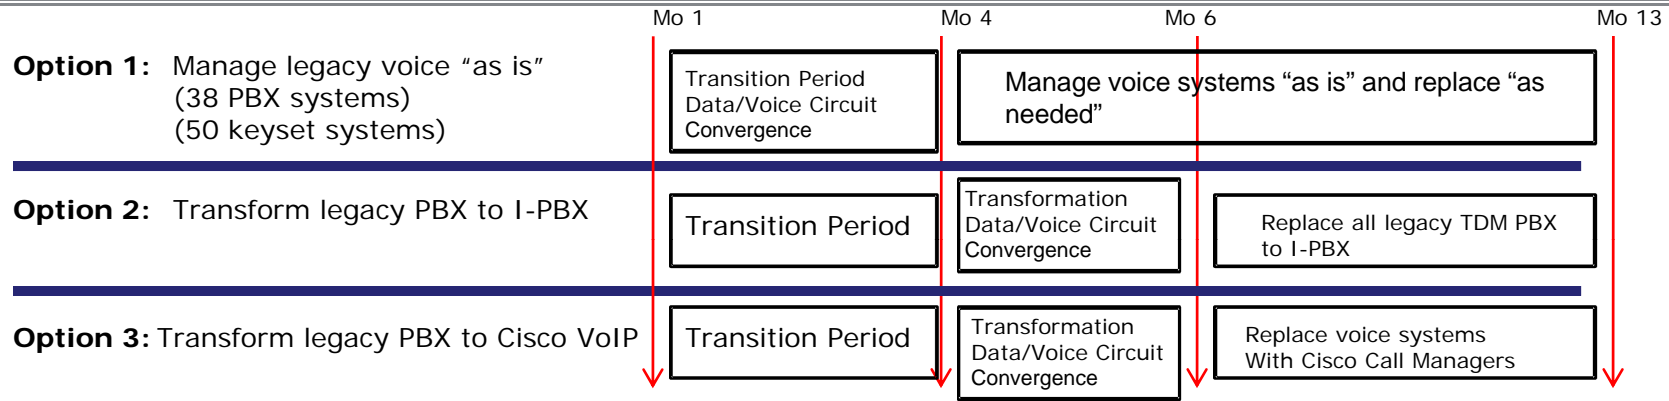 Mo 1 Mo 4 Mo 6 Mo 13
Option 1: Manage legacy voice “as is”
(38 PBX systems)
(50 keyset systems)
Transition Period
Data/Voice Circuit
Convergence
Manage voice systems “as is” and replace “as
needed”
Option 2: Transform legacy PBX to I-PBX
Transition Period
Transformation
Data/Voice Circuit
Convergence
Replace all legacy TDM PBX
to I-PBX
Option 3: Transform legacy PBX to Cisco VoIP
Transition Period
Transformation
Data/Voice Circuit
Convergence
Replace voice systems
With Cisco Call Managers